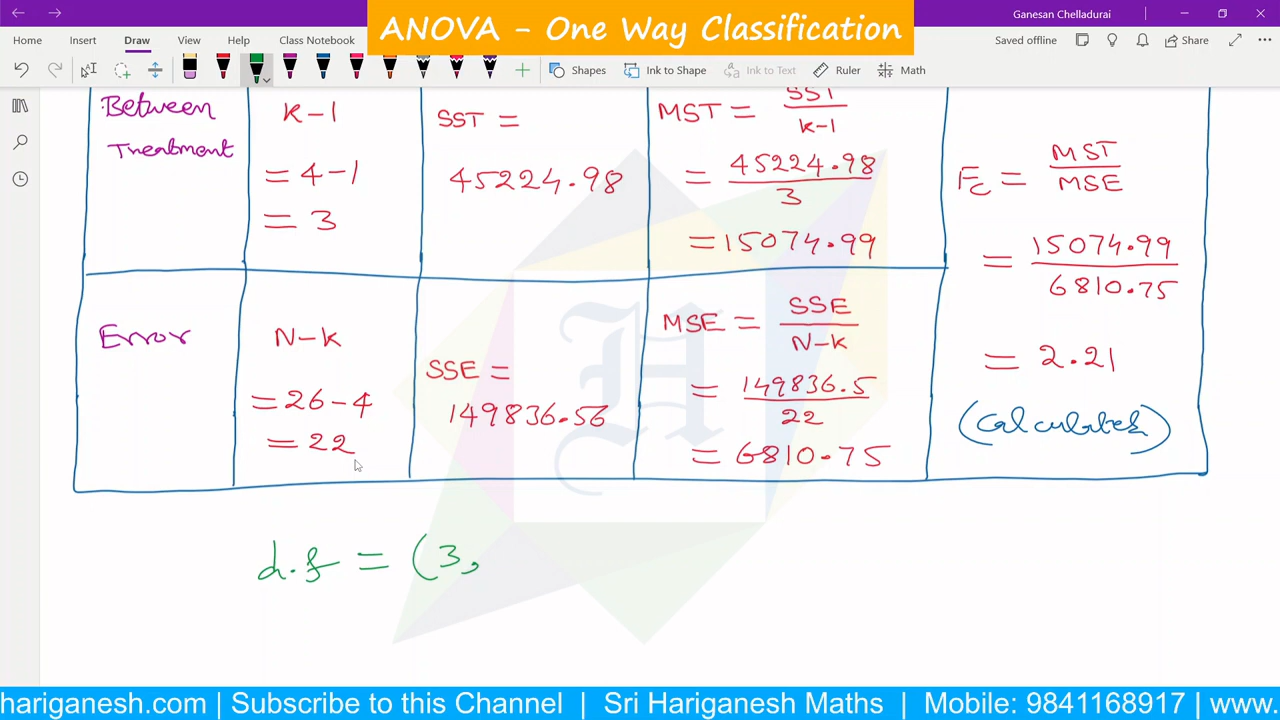 ANOVA - One Way Classification
Ganesan Chelladurai
Home Insert Draw View Help Class Notebook
Saved offline Share
Shapes Ink to Shape Ink to Text Ruler Math
Between
Treatment
K-1
= 4-1
= 3
SST =
45224.98
MST = SST
K-1
= 45224.98
3
= 15074.99
Fc = MST
MSE
= 15074.99
6810.75
= 2.21
(Calculated)
Error
N-K
= 26-4
= 22
SSE =
149836.56
MSE = SSE
N-K
= 149836.5
22
= 6810.75
d.f = (3,
hariganesh.com | Subscribe to this Channel | Sri Hariganesh Maths | Mobile: 9841168917 | www.